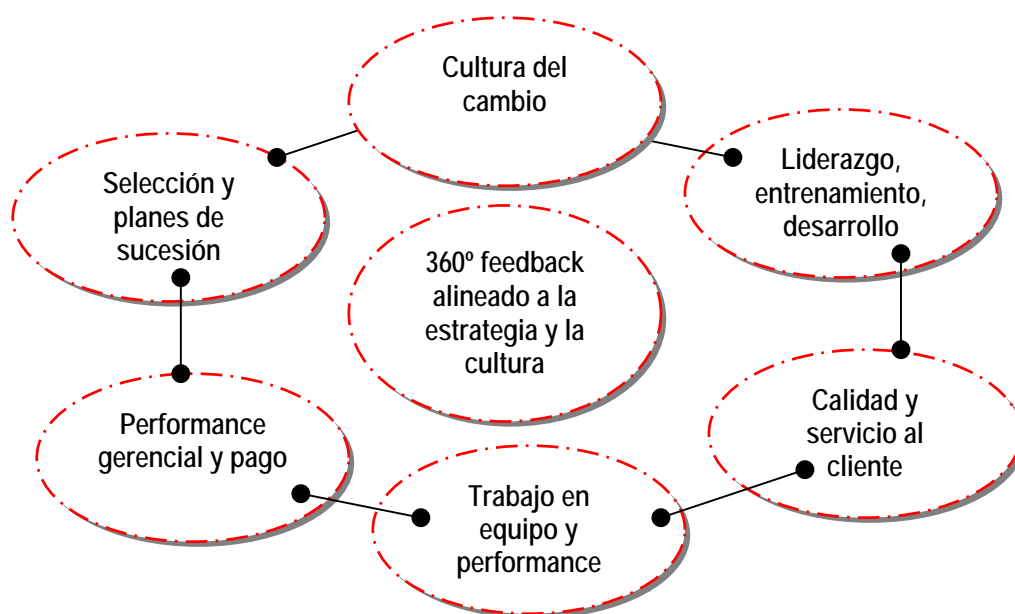 Cultura del
cambio
Liderazgo,
entrenamiento,
desarrollo
Selección y
planes de
sucesión
360º feedback
alineado a la
estrategia y la
cultura
Calidad y
servicio al
cliente
Performance
gerencial y pago
Trabajo en
equipo y
performance